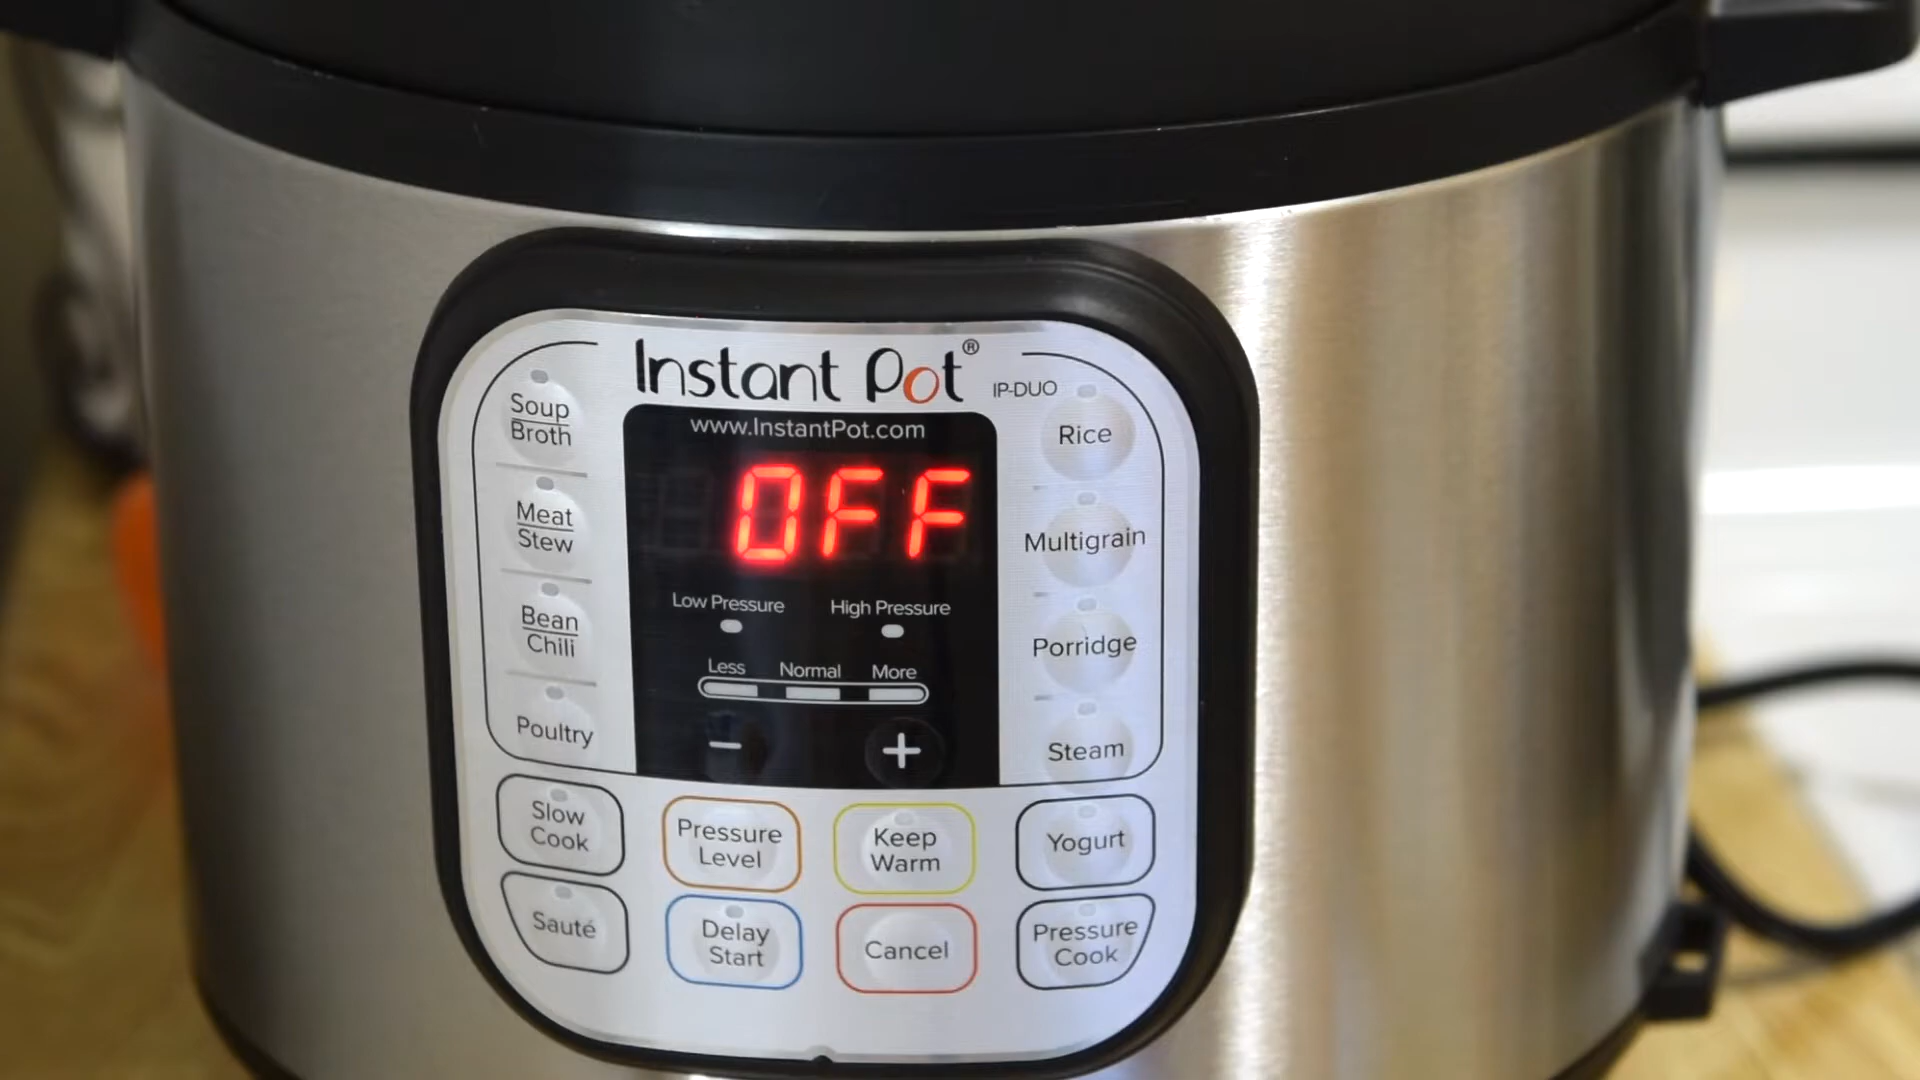 Instant Pot®
IP-DUO
www.InstantPot.com
OFF
Low Pressure
High Pressure
Less
Normal
More
−
+
Soup
Broth
Meat
Stew
Bean
Chili
Poultry
Rice
Multigrain
Porridge
Steam
Slow
Cook
Pressure
Level
Keep
Warm
Yogurt
Sauté
Delay
Start
Cancel
Pressure
Cook